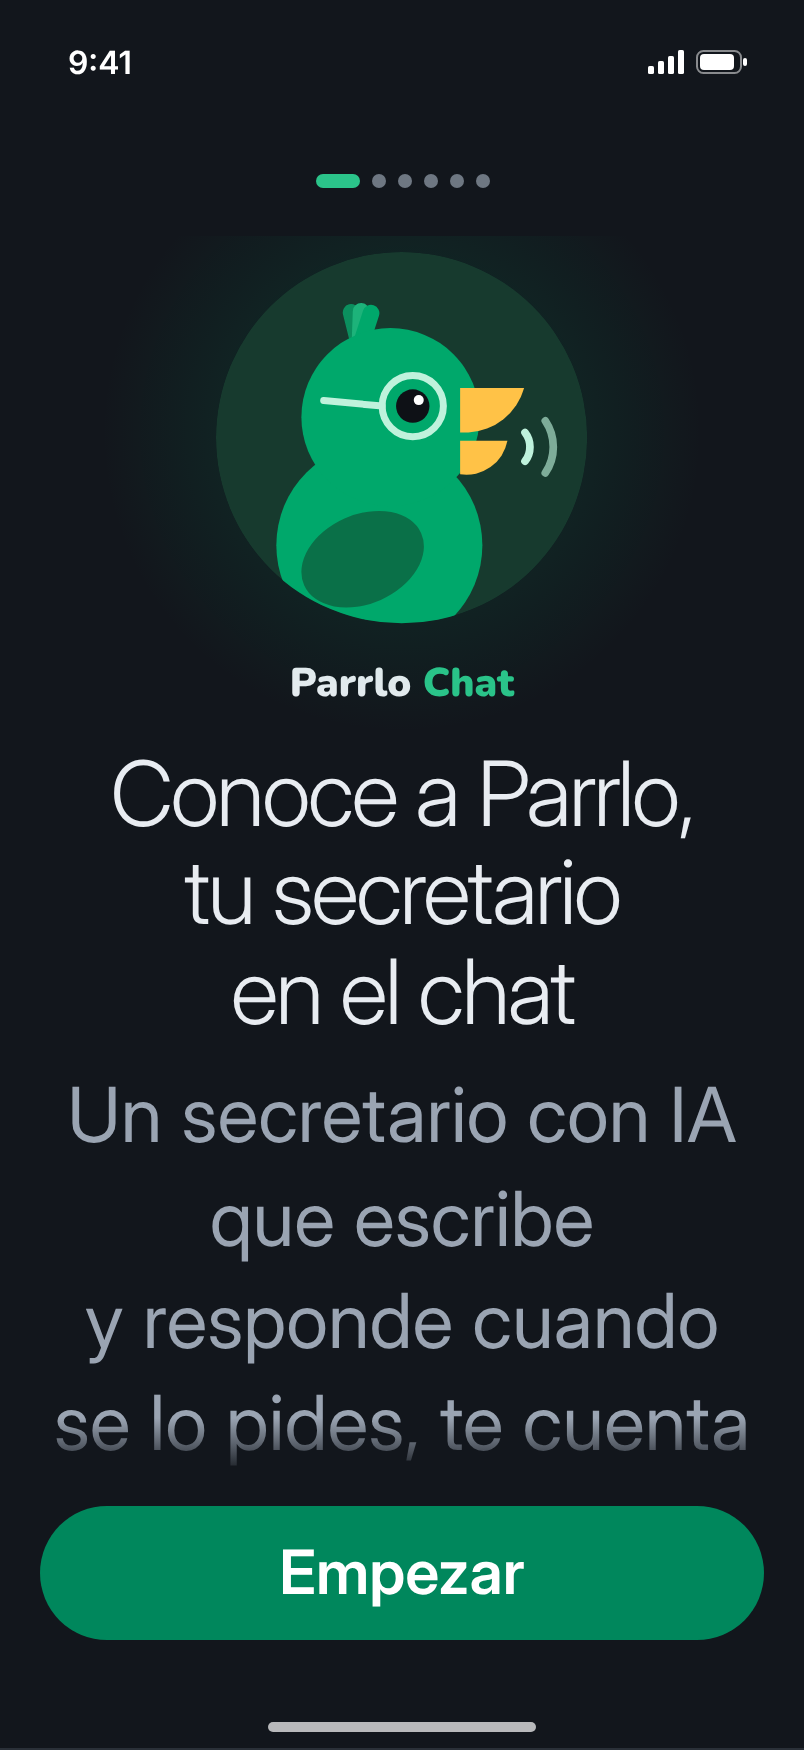 9:41
Parrlo Chat
Conoce a Parrlo,
tu secretario
en el chat
Un secretario con IA
que escribe
y responde cuando
se lo pides, te cuenta
Empezar